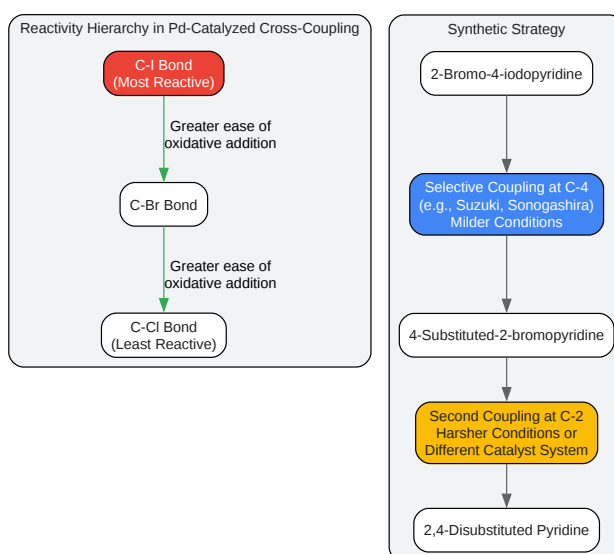 Reactivity Hierarchy in Pd-Catalyzed Cross-Coupling
C-I Bond
(Most Reactive)
Greater ease of
oxidative addition
C-Br Bond
Greater ease of
oxidative addition
C-Cl Bond
(Least Reactive)
Synthetic Strategy
2-Bromo-4-iodopyridine
Selective Coupling at C-4
(e.g., Suzuki, Sonogashira)
Milder Conditions
4-Substituted-2-bromopyridine
Second Coupling at C-2
Harsher Conditions or
Different Catalyst System
2,4-Disubstituted Pyridine